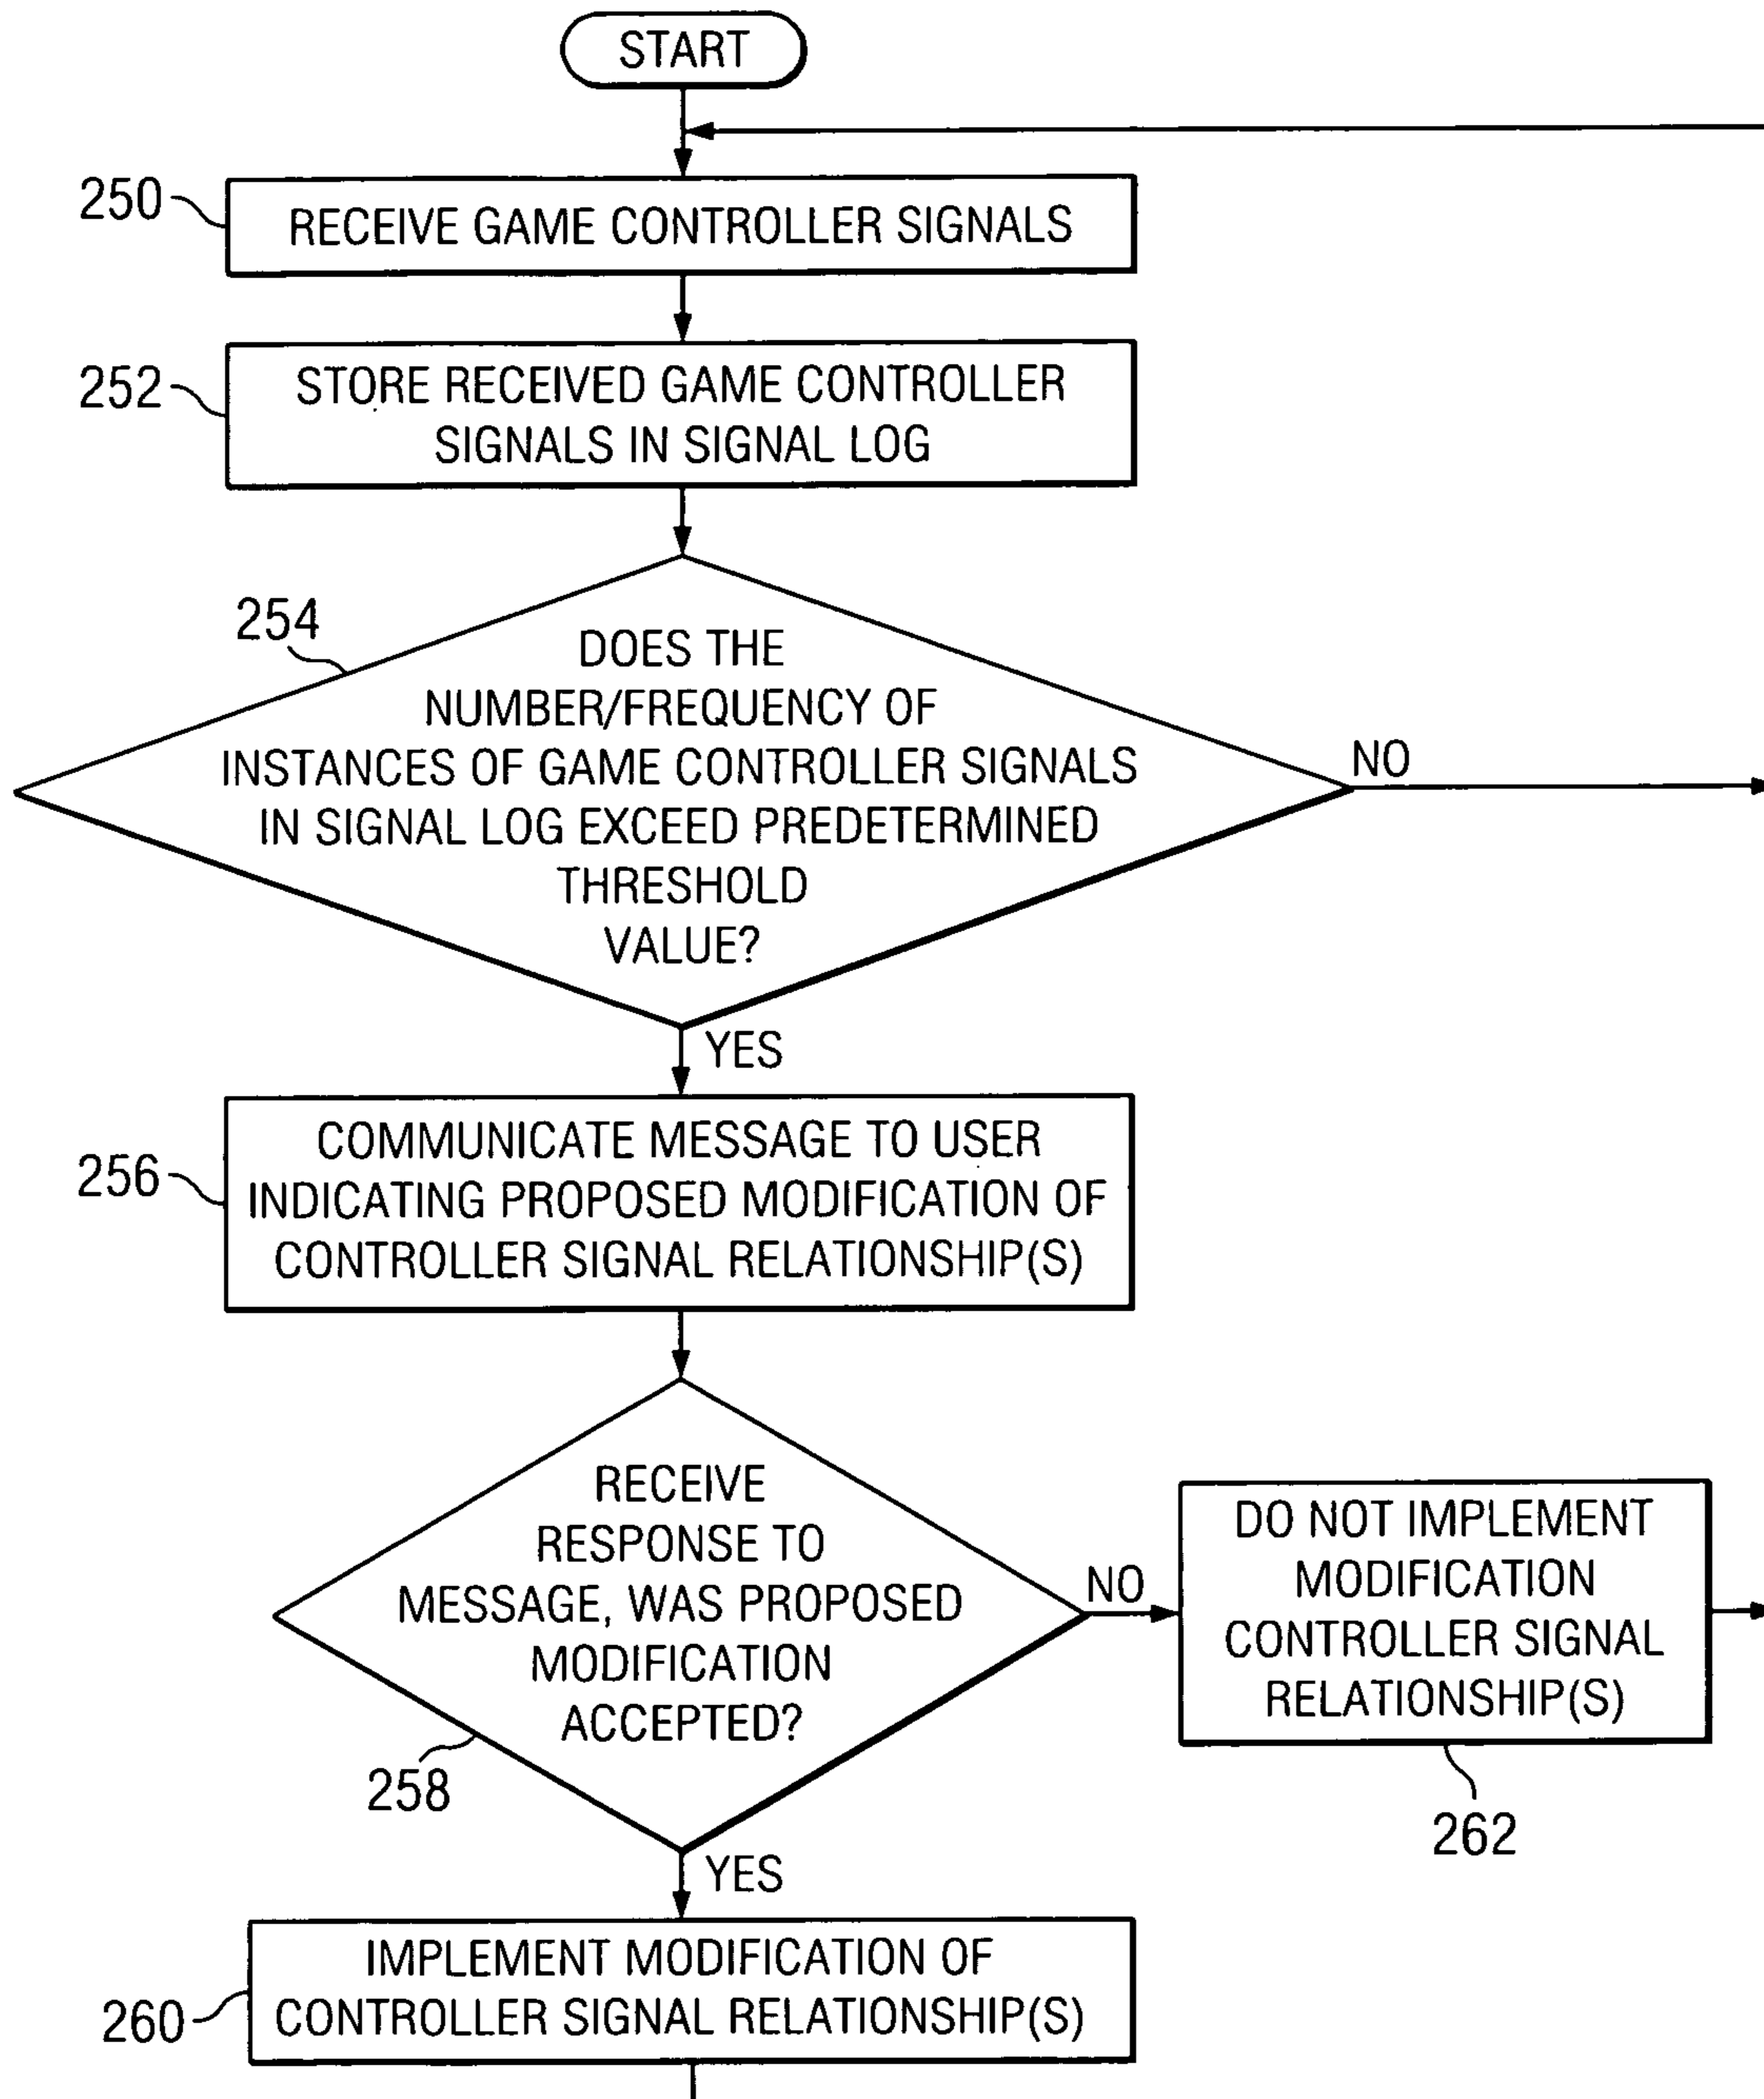 START
250
RECEIVE GAME CONTROLLER SIGNALS
252
STORE RECEIVED GAME CONTROLLER
SIGNALS IN SIGNAL LOG
254
DOES THE
NUMBER/FREQUENCY OF
INSTANCES OF GAME CONTROLLER SIGNALS
IN SIGNAL LOG EXCEED PREDETERMINED
THRESHOLD
VALUE?
NO
YES
256
COMMUNICATE MESSAGE TO USER
INDICATING PROPOSED MODIFICATION OF
CONTROLLER SIGNAL RELATIONSHIP(S)
RECEIVE
RESPONSE TO
MESSAGE, WAS PROPOSED
MODIFICATION
ACCEPTED?
258
NO
DO NOT IMPLEMENT
MODIFICATION
CONTROLLER SIGNAL
RELATIONSHIP(S)
262
YES
260
IMPLEMENT MODIFICATION OF
CONTROLLER SIGNAL RELATIONSHIP(S)